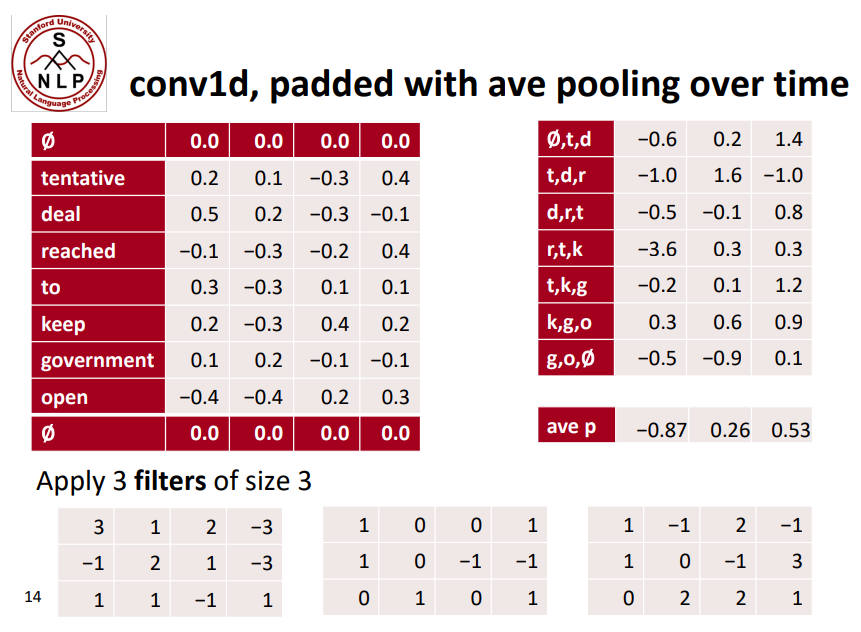 Stanford University
S
NLP
Natural Language Processing
conv1d, padded with ave pooling over time
Ø 0.0 0.0 0.0 0.0
tentative 0.2 0.1 −0.3 0.4
deal 0.5 0.2 −0.3 −0.1
reached −0.1 −0.3 −0.2 0.4
to 0.3 −0.3 0.1 0.1
keep 0.2 −0.3 0.4 0.2
government 0.1 0.2 −0.1 −0.1
open −0.4 −0.4 0.2 0.3
Ø 0.0 0.0 0.0 0.0
Ø,t,d −0.6 0.2 1.4
t,d,r −1.0 1.6 −1.0
d,r,t −0.5 −0.1 0.8
r,t,k −3.6 0.3 0.3
t,k,g −0.2 0.1 1.2
k,g,o 0.3 0.6 0.9
g,o,Ø −0.5 −0.9 0.1
ave p −0.87 0.26 0.53
Apply 3 filters of size 3
3 1 2 −3
−1 2 1 −3
1 1 −1 1
1 0 0 1
1 0 −1 −1
0 1 0 1
1 −1 2 −1
1 0 −1 3
0 2 2 1
14